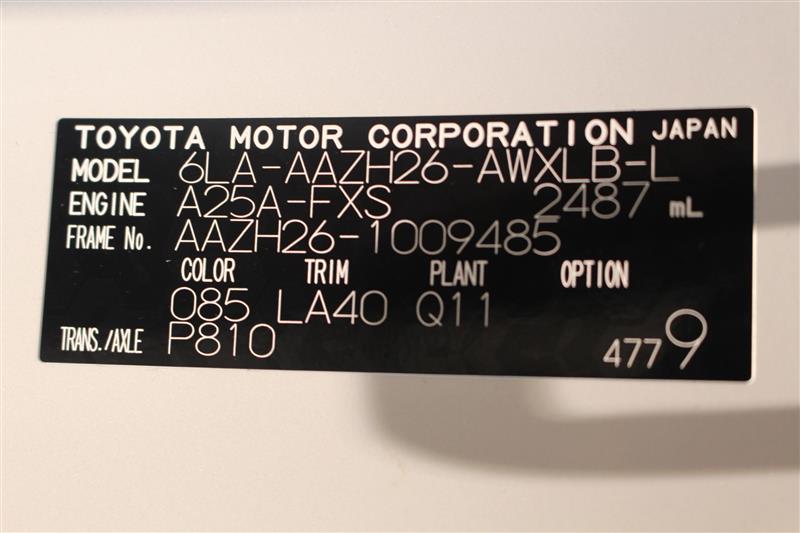 TOYOTA MOTOR CORPORATION JAPAN
MODEL 6LA-AAZH26-AWXLB-L
ENGINE A25A-FXS 2487 mL
FRAME No. AAZH26-1009485
COLOR TRIM PLANT OPTION
085 LA40 Q11
TRANS./AXLE P810 4779